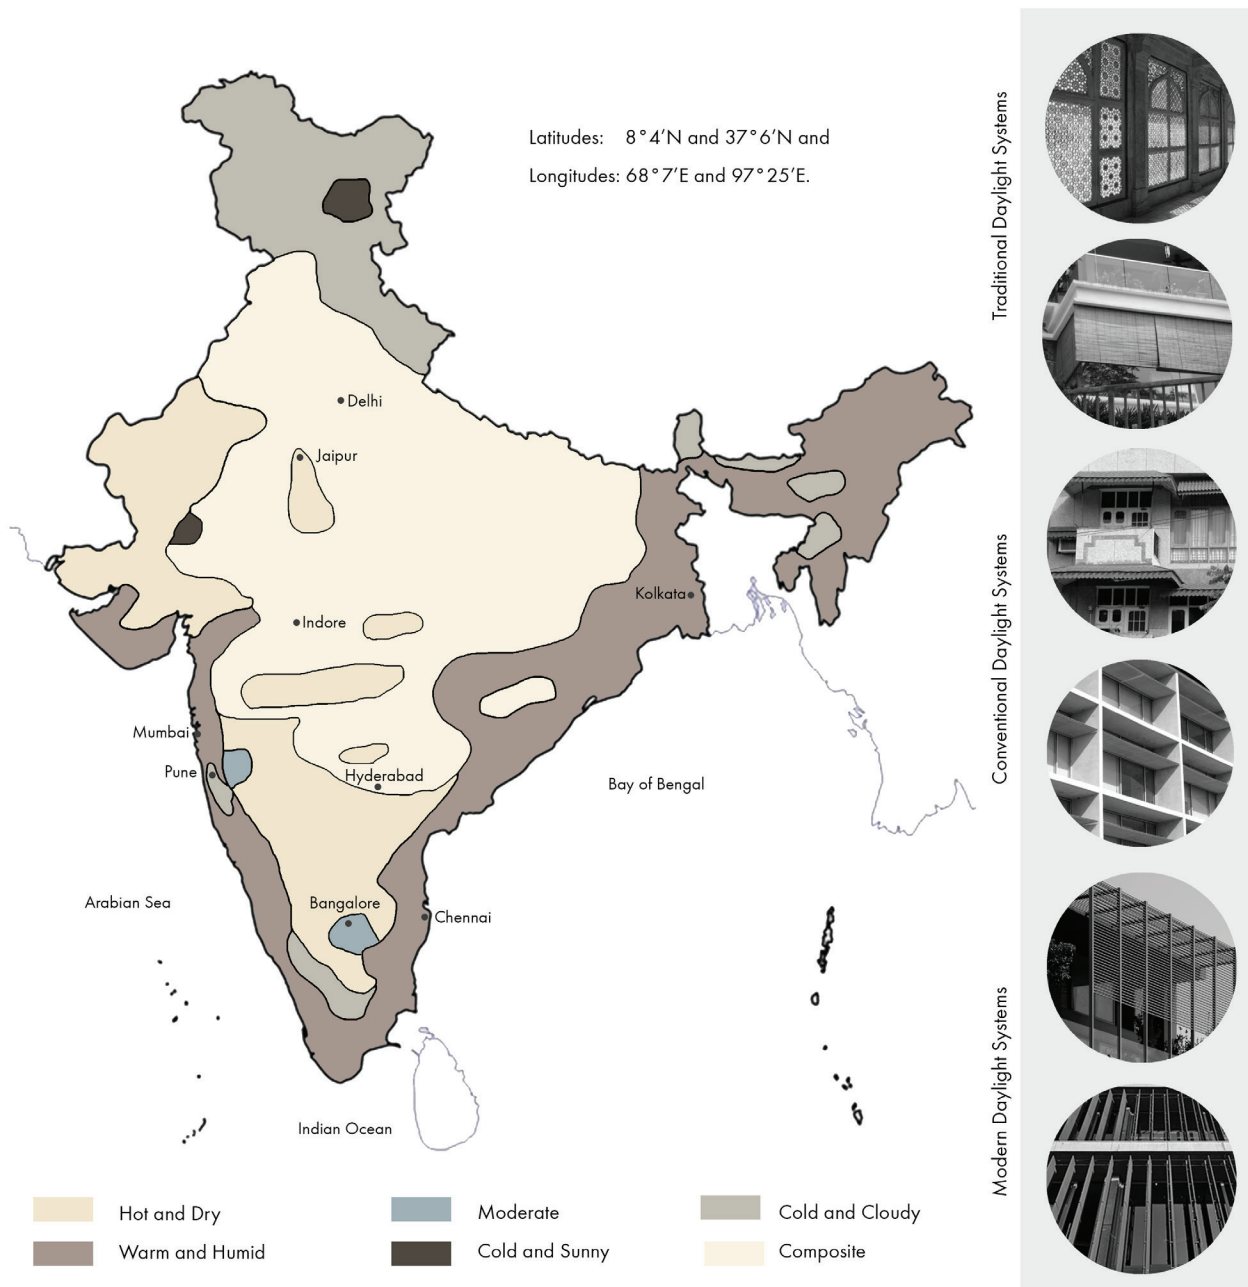 Latitudes: 8°4'N and 37°6'N and
Longitudes: 68°7'E and 97°25'E.
Delhi
Jaipur
Kolkata
Indore
Mumbai
Pune
Hyderabad
Bay of Bengal
Arabian Sea
Bangalore
Chennai
Indian Ocean
Traditional Daylight Systems
Conventional Daylight Systems
Modern Daylight Systems
Hot and Dry
Moderate
Cold and Cloudy
Warm and Humid
Cold and Sunny
Composite